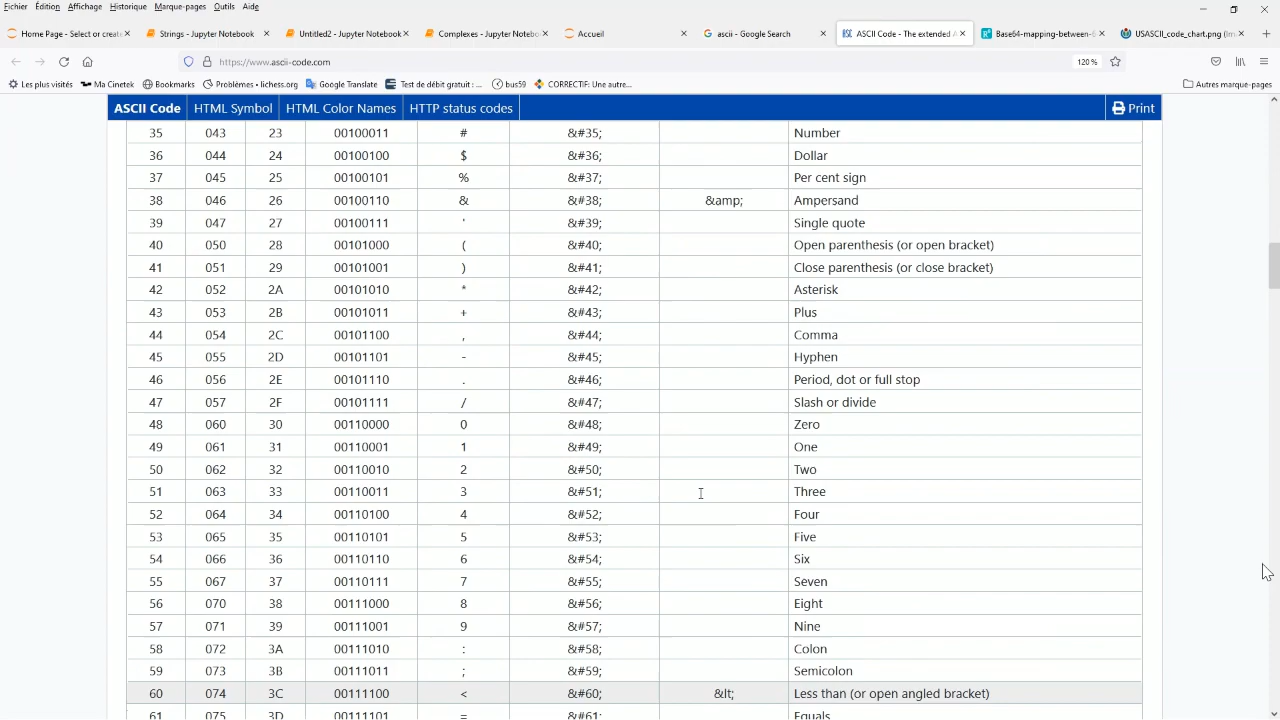 Fichier Édition Affichage Historique Marque-pages Outils Aide
Home Page - Select or create Strings - Jupyter Notebook Untitled2 - Jupyter Notebook Complexes - Jupyter Notebo Accueil ascii - Google Search ASCII Code - The extended A Base64-mapping-between-6 USASCII_code_chart.png (Im
https://www.ascii-code.com 120 %
Les plus visités Ma Cinetek Bookmarks Problèmes • lichess.org Google Translate Test de débit gratuit : ... bus59 CORRECTIF: Une autre... Autres marque-pages
ASCII Code HTML Symbol HTML Color Names HTTP status codes Print
35 043 23 00100011 # &#35; Number
36 044 24 00100100 $ &#36; Dollar
37 045 25 00100101 % &#37; Per cent sign
38 046 26 00100110 & &#38; &amp; Ampersand
39 047 27 00100111 ' &#39; Single quote
40 050 28 00101000 ( &#40; Open parenthesis (or open bracket)
41 051 29 00101001 ) &#41; Close parenthesis (or close bracket)
42 052 2A 00101010 * &#42; Asterisk
43 053 2B 00101011 + &#43; Plus
44 054 2C 00101100 , &#44; Comma
45 055 2D 00101101 - &#45; Hyphen
46 056 2E 00101110 . &#46; Period, dot or full stop
47 057 2F 00101111 / &#47; Slash or divide
48 060 30 00110000 0 &#48; Zero
49 061 31 00110001 1 &#49; One
50 062 32 00110010 2 &#50; Two
51 063 33 00110011 3 &#51; Three
52 064 34 00110100 4 &#52; Four
53 065 35 00110101 5 &#53; Five
54 066 36 00110110 6 &#54; Six
55 067 37 00110111 7 &#55; Seven
56 070 38 00111000 8 &#56; Eight
57 071 39 00111001 9 &#57; Nine
58 072 3A 00111010 : &#58; Colon
59 073 3B 00111011 ; &#59; Semicolon
60 074 3C 00111100 < &#60; &lt; Less than (or open angled bracket)
61 075 3D 00111101 = &#61; Equals